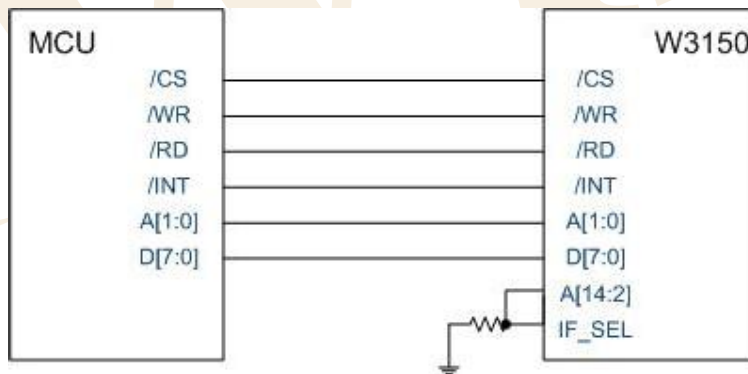 MCU
/CS
/WR
/RD
/INT
A[1:0]
D[7:0]
W3150
/CS
/WR
/RD
/INT
A[1:0]
D[7:0]
A[14:2]
IF_SEL